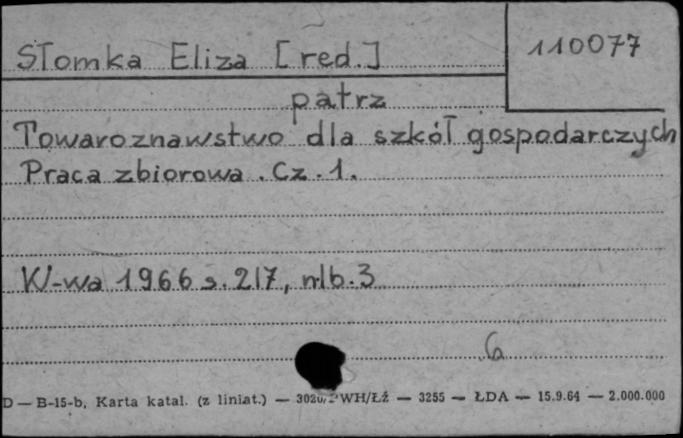 Słomka Eliza [red.]
110077
patrz
Towaroznawstwo dla szkół gospodarczych
Praca zbiorowa. Cz. 1.
W-wa 1966 s. 217, nlb. 3
6
D — B-15-b, Karta katal. (z liniat.) — WH/Łź — 3255 — ŁDA — 15.9.64 — 2.000.000